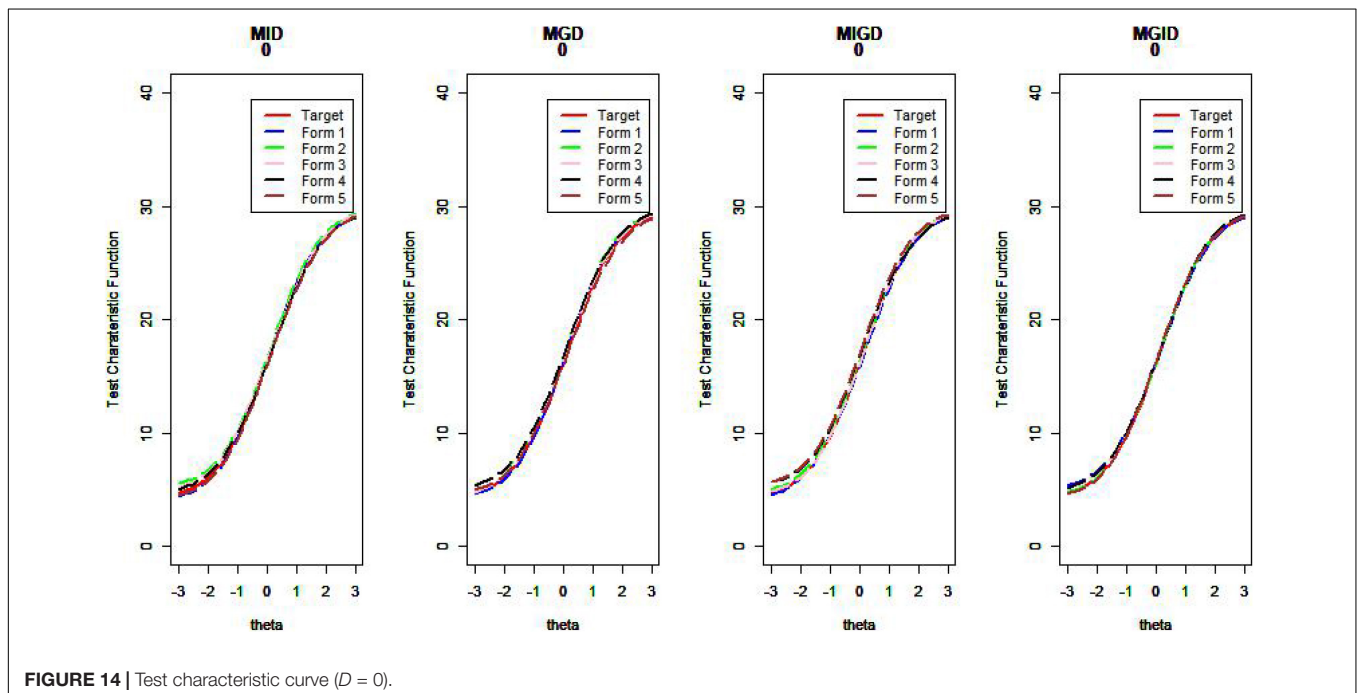 MID
0
Test Charateristic Function
40
30
20
10
0
Target
Form 1
Form 2
Form 3
Form 4
Form 5
-3 -2 -1 0 1 2 3
theta
MGD
0
Test Charateristic Function
40
30
20
10
0
Target
Form 1
Form 2
Form 3
Form 4
Form 5
-3 -2 -1 0 1 2 3
theta
MIGD
0
Test Charateristic Function
40
30
20
10
0
Target
Form 1
Form 2
Form 3
Form 4
Form 5
-3 -2 -1 0 1 2 3
theta
MGID
0
Test Charateristic Function
40
30
20
10
0
Target
Form 1
Form 2
Form 3
Form 4
Form 5
-3 -2 -1 0 1 2 3
theta
FIGURE 14 | Test characteristic curve (D = 0).